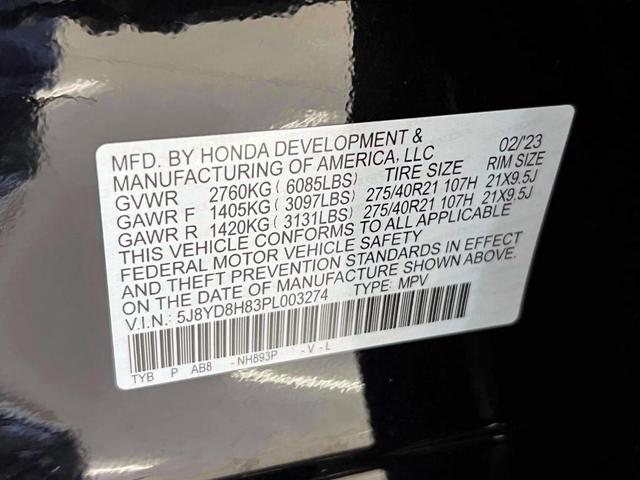 MFD. BY HONDA DEVELOPMENT & 02/'23
MANUFACTURING OF AMERICA, LLC TIRE SIZE RIM SIZE
GVWR 2760KG (6085LBS)
GAWR F 1405KG (3097LBS) 275/40R21 107H 21X9.5J
GAWR R 1420KG (3131LBS) 275/40R21 107H 21X9.5J
THIS VEHICLE CONFORMS TO ALL APPLICABLE
FEDERAL MOTOR VEHICLE SAFETY
AND THEFT PREVENTION STANDARDS IN EFFECT
ON THE DATE OF MANUFACTURE SHOWN ABOVE.
V.I.N.: 5J8YD8H83PL003274 TYPE: MPV
TYB P AB8 -NH893P -V-L